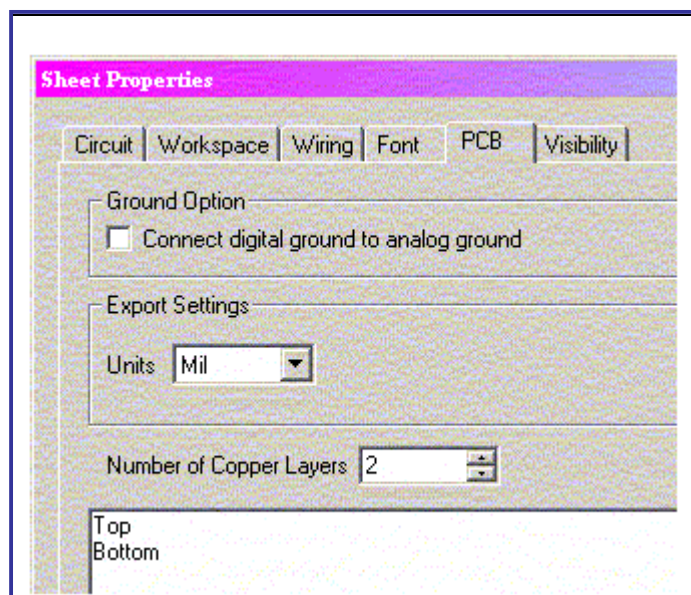 Sheet Properties
Circuit Workspace Wiring Font PCB Visibility
Ground Option
Connect digital ground to analog ground
Export Settings
Units Mil
Number of Copper Layers 2
Top
Bottom